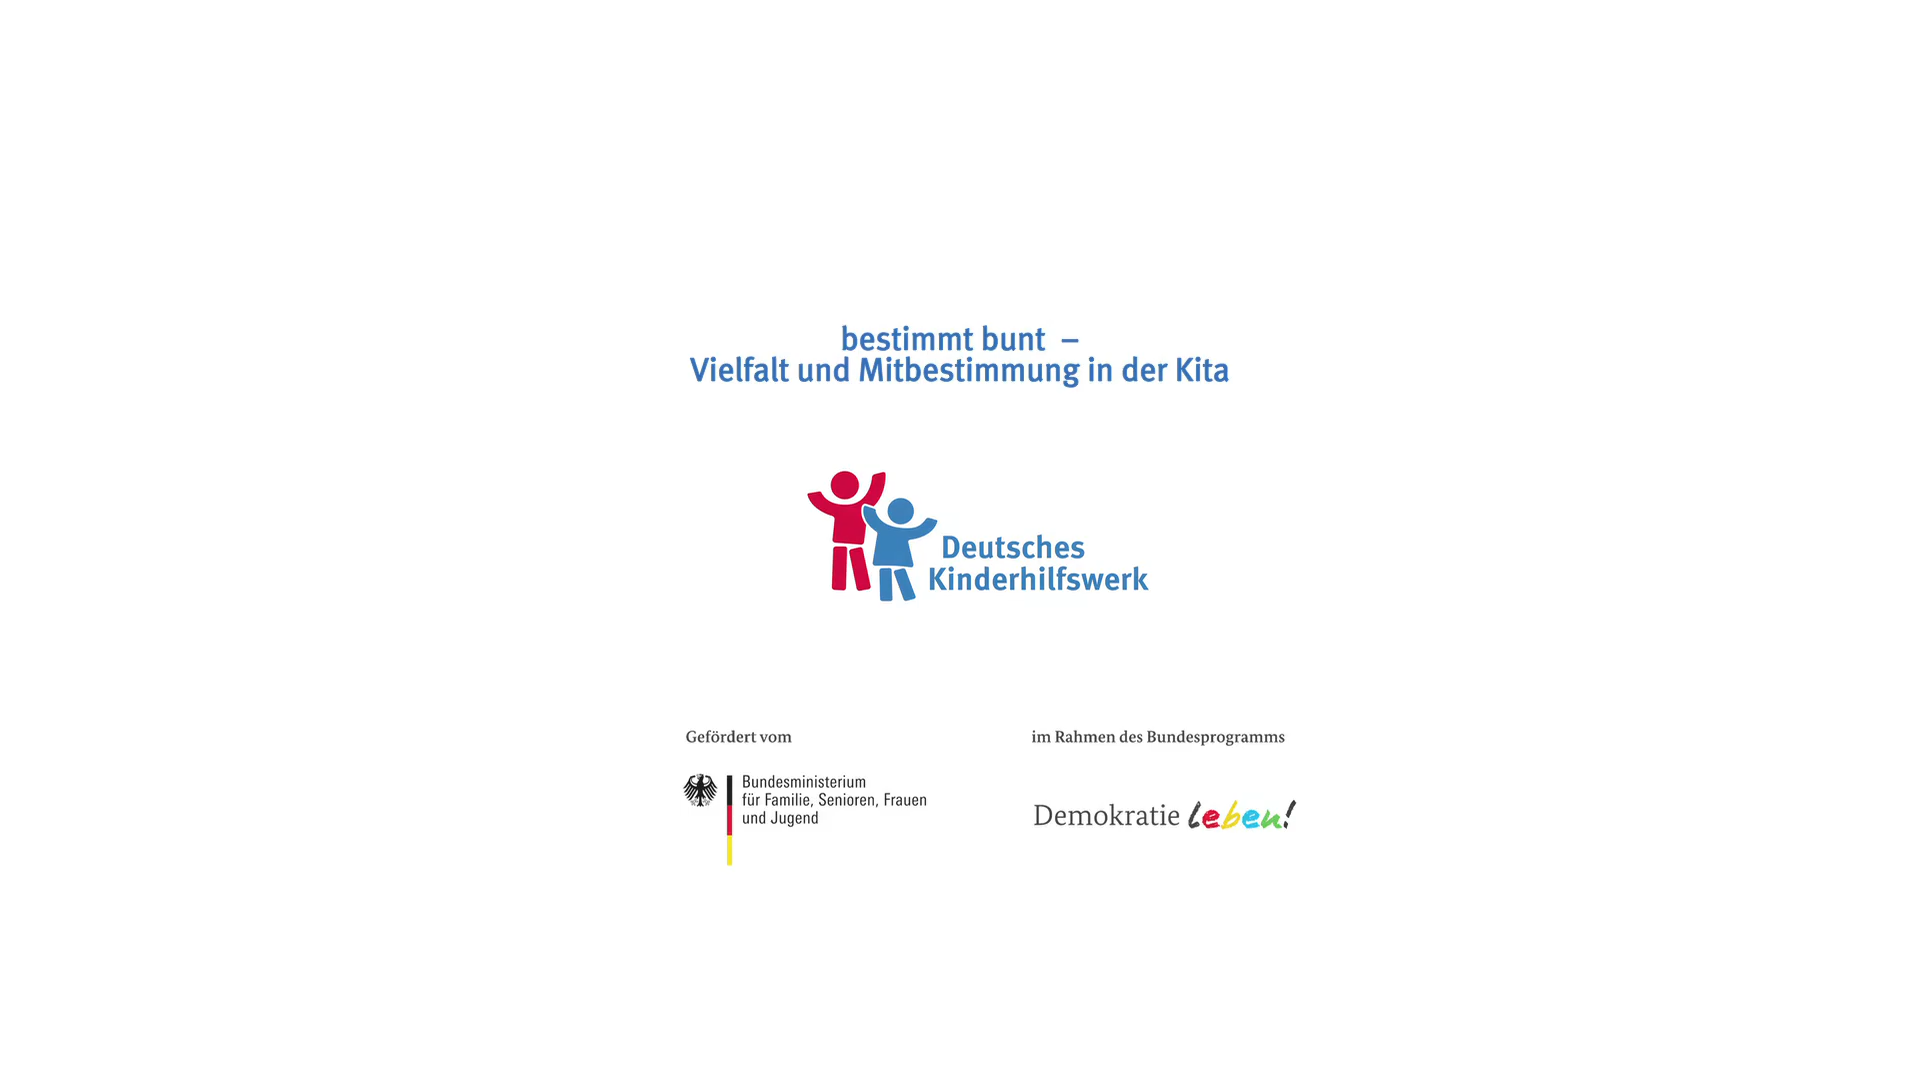 bestimmt bunt –
Vielfalt und Mitbestimmung in der Kita
Deutsches
Kinderhilfswerk
Gefördert vom
Bundesministerium
für Familie, Senioren, Frauen
und Jugend
im Rahmen des Bundesprogramms
Demokratie leben!